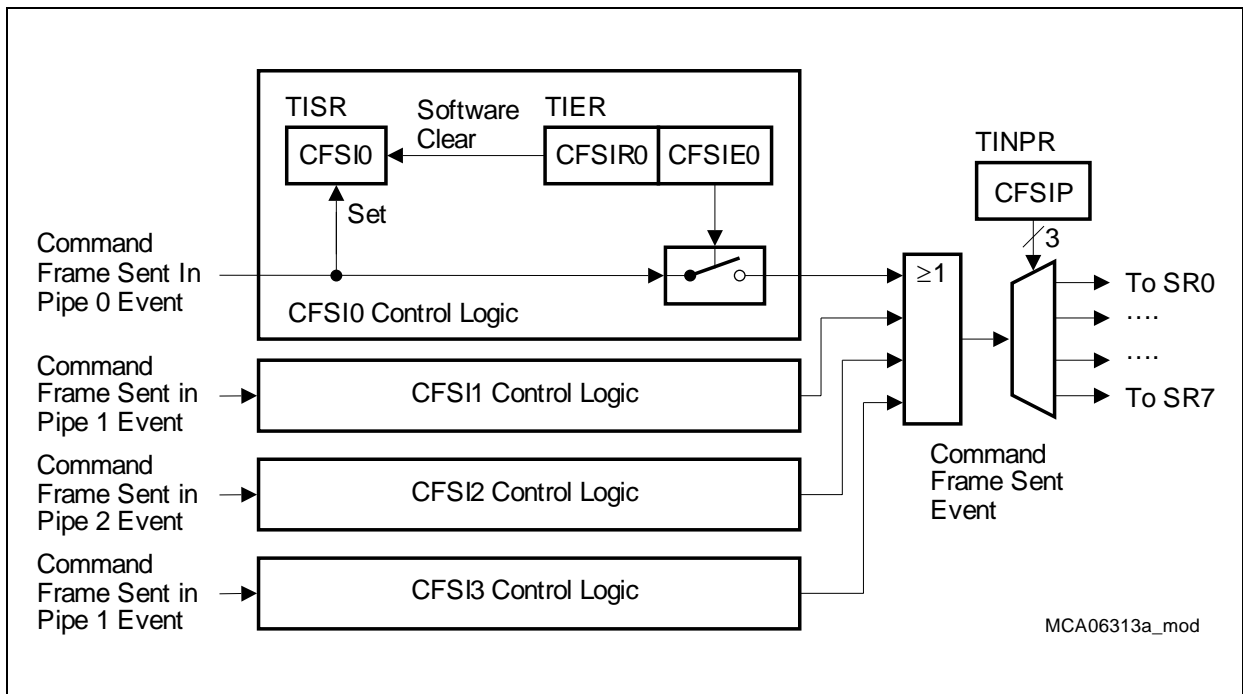 TISR
Software
Clear
TIER
CFSI0
CFSIR0
CFSIE0
Set
Command
Frame Sent In
Pipe 0 Event
CFSI0 Control Logic
TINPR
CFSIP
3
≥1
To SR0
....
....
To SR7
Command
Frame Sent in
Pipe 1 Event
CFSI1 Control Logic
Command
Frame Sent in
Pipe 2 Event
CFSI2 Control Logic
Command
Frame Sent
Event
Command
Frame Sent in
Pipe 1 Event
CFSI3 Control Logic
MCA06313a_mod